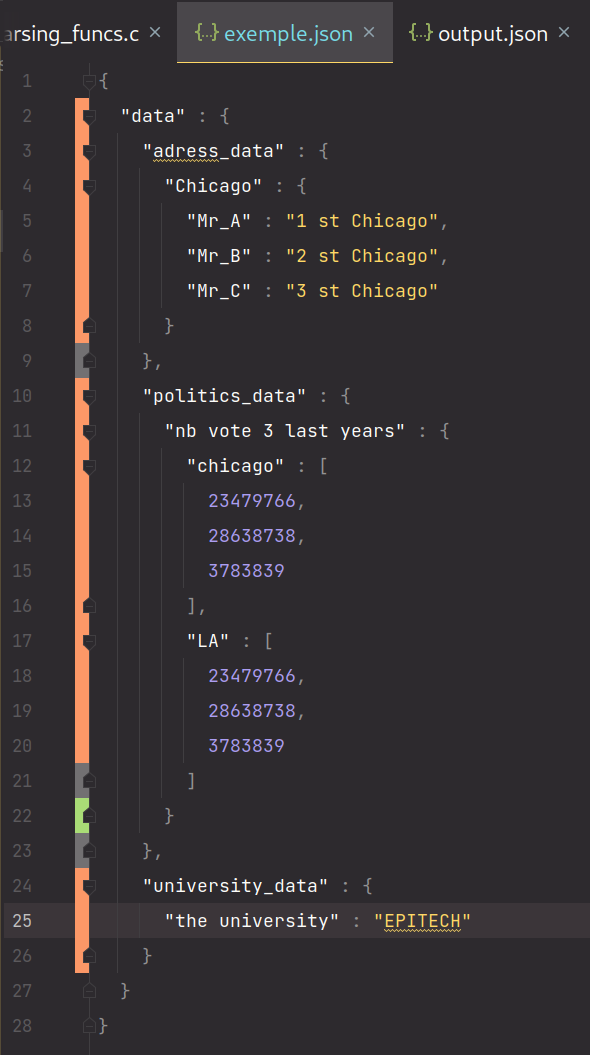 arsing_funcs.c × {..} exemple.json × {..} output.json ×
1 {
2 "data" : {
3 "adress_data" : {
4 "Chicago" : {
5 "Mr_A" : "1 st Chicago",
6 "Mr_B" : "2 st Chicago",
7 "Mr_C" : "3 st Chicago"
8 }
9 },
10 "politics_data" : {
11 "nb vote 3 last years" : {
12 "chicago" : [
13 23479766,
14 28638738,
15 3783839
16 ],
17 "LA" : [
18 23479766,
19 28638738,
20 3783839
21 ]
22 }
23 },
24 "university_data" : {
25 "the university" : "EPITECH"
26 }
27 }
28 }